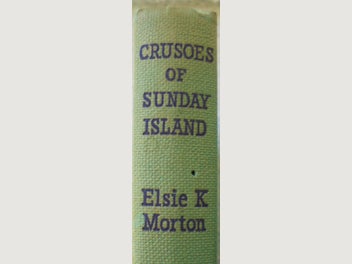 CRUSOES
OF
SUNDAY
ISLAND
Elsie K
Morton